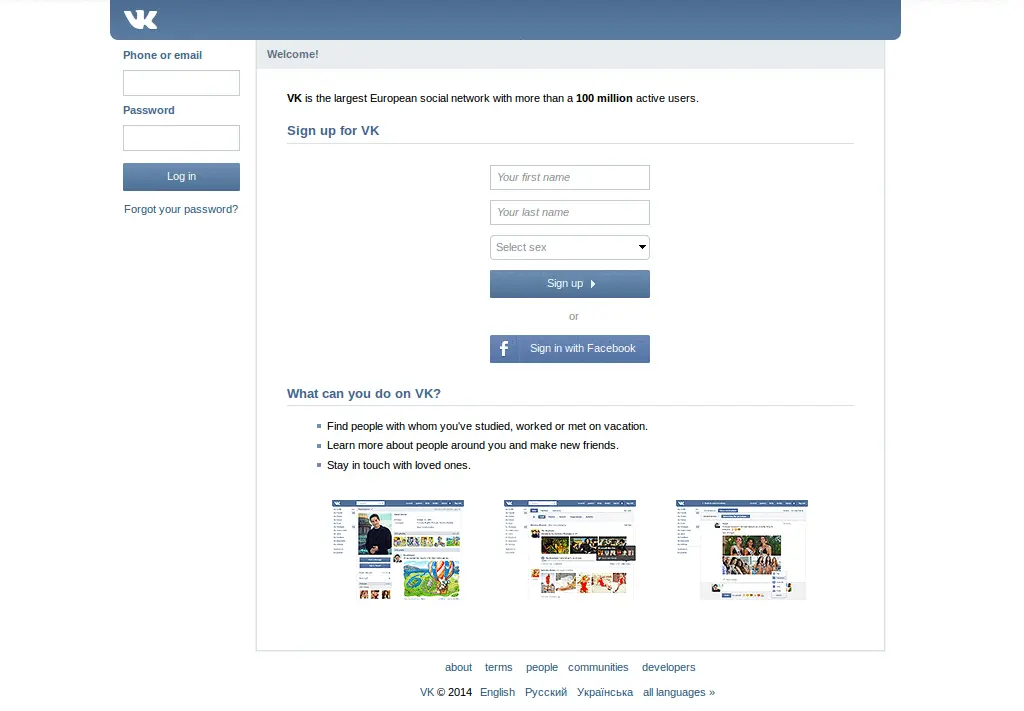 VK
Phone or email
Password
Log in
Forgot your password?
Welcome!
VK is the largest European social network with more than a 100 million active users.
Sign up for VK
Your first name
Your last name
Select sex
Sign up
or
f Sign in with Facebook
What can you do on VK?
Find people with whom you've studied, worked or met on vacation.
Learn more about people around you and make new friends.
Stay in touch with loved ones.
about terms people communities developers
VK © 2014 English Русский Українська all languages »